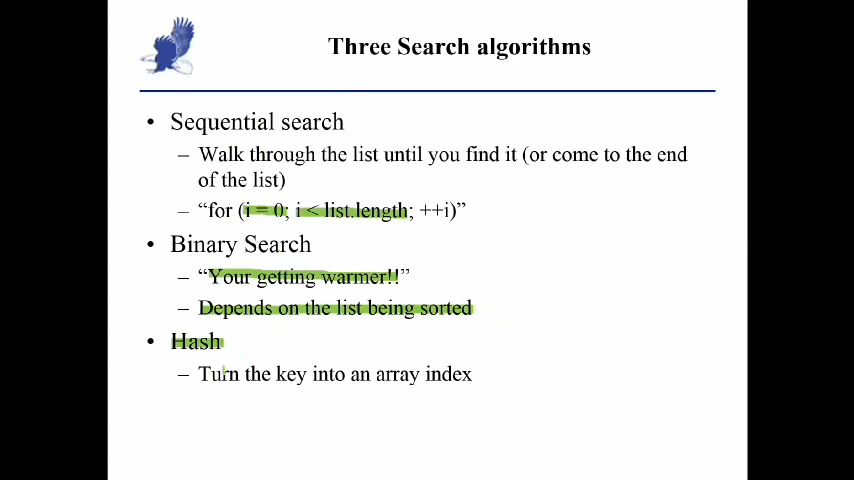 Three Search algorithms
• Sequential search
– Walk through the list until you find it (or come to the end
of the list)
– “for (i = 0; i < list.length; ++i)”
• Binary Search
– “Your getting warmer!!”
– Depends on the list being sorted
• Hash
– Turn the key into an array index